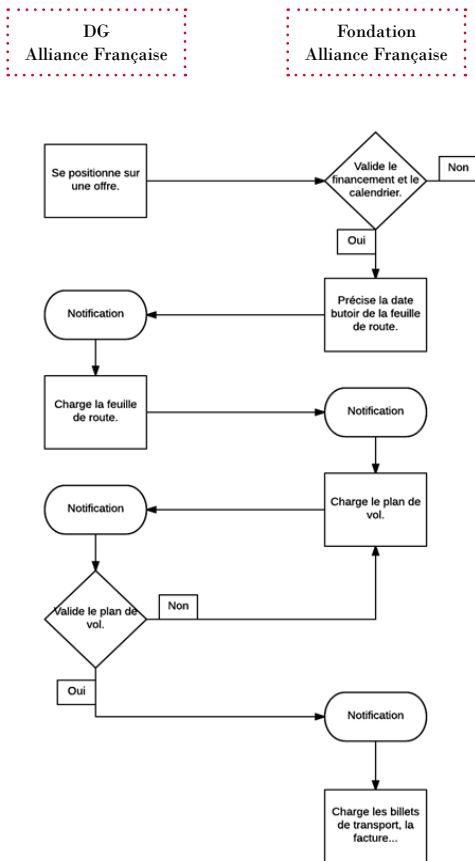 DG
Alliance Française
Fondation
Alliance Française
Se positionne sur
une offre.
Valide le
financement et le
calendrier.
Non
Oui
Précise la date
butoir de la feuille
de route.
Notification
Charge la feuille
de route.
Notification
Charge le plan de
vol.
Notification
Valide le plan de
vol.
Non
Oui
Notification
Charge les billets
de transport, la
facture...